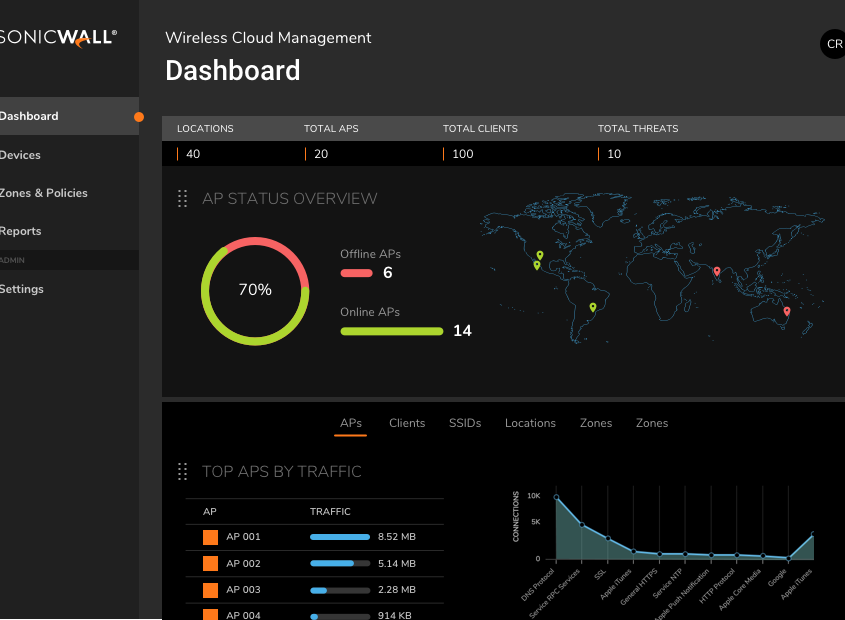 SONICWALL®
Wireless Cloud Management
CR
Dashboard
Dashboard
Devices
Zones & Policies
Reports
ADMIN
Settings
LOCATIONS TOTAL APS TOTAL CLIENTS TOTAL THREATS
40 20 100 10
AP STATUS OVERVIEW
70%
Offline APs
6
Online APs
14
APs Clients SSIDs Locations Zones Zones
TOP APS BY TRAFFIC
AP TRAFFIC
AP 001 8.52 MB
AP 002 5.14 MB
AP 003 2.28 MB
AP 004 914 KB
CONNECTIONS
10K
5K
0
DNS Protocol
Service RPC Services
SSL
Apple iTunes
General HTTPS
Service NTP
Apple Push Notification
HTTP Protocol
Apple Core Media
Google
Apple iTunes